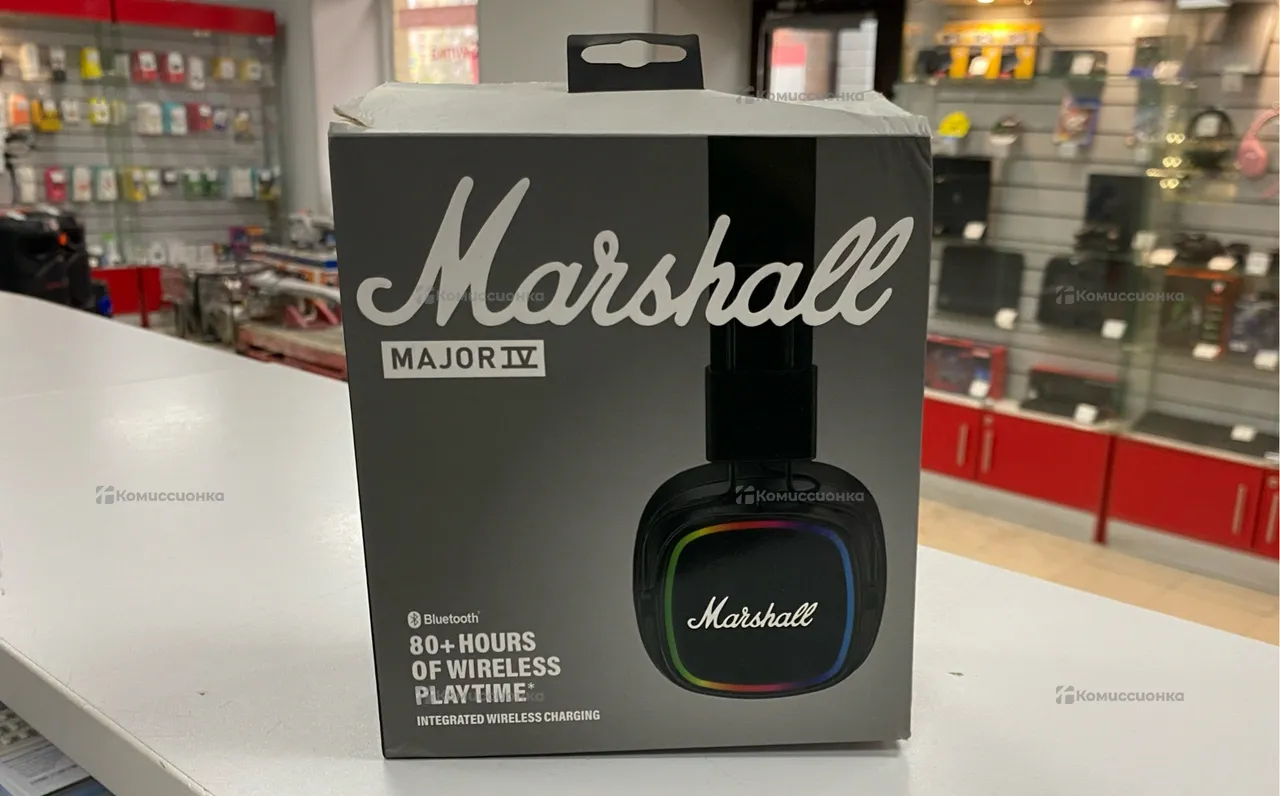 Комиссионка
Marshall
Комиссионка
Комиссионка
MAJOR IV
Комиссионка
Комиссионка
Marshall
Bluetooth
80+ HOURS
OF WIRELESS
PLAYTIME*
Комиссионка
Комиссионка
INTEGRATED WIRELESS CHARGING